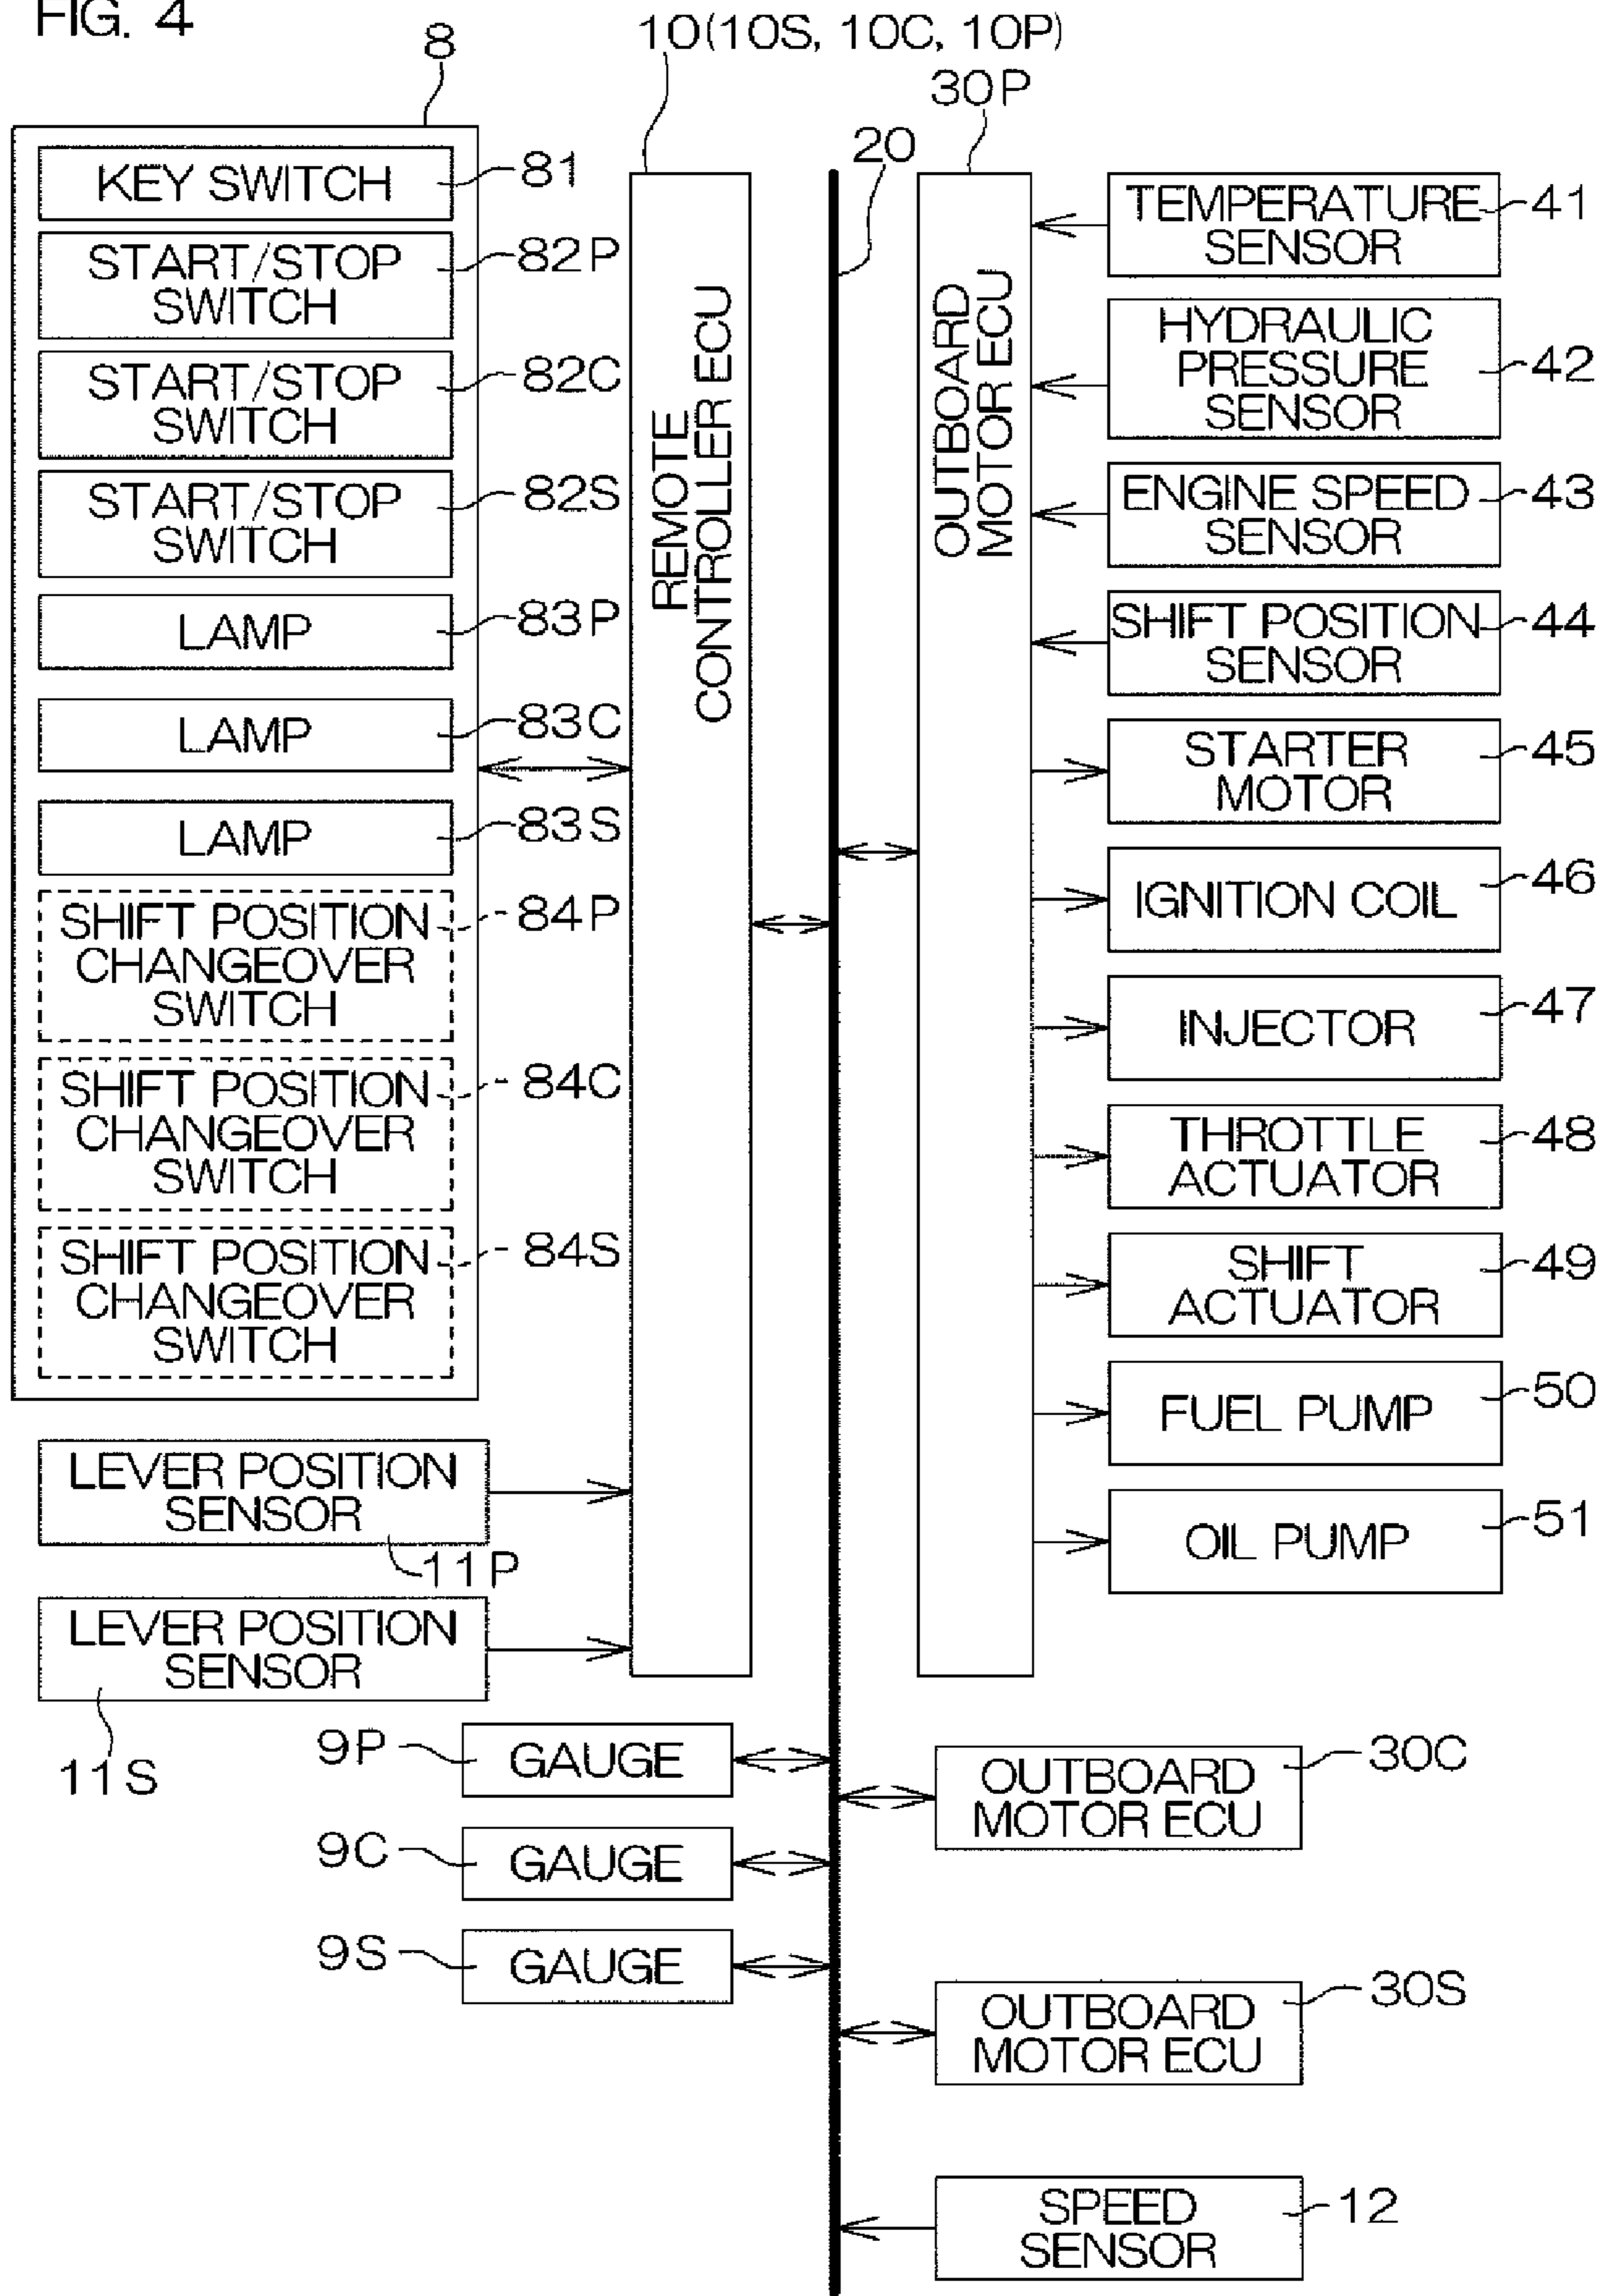 FIG. 4
8
10(10S, 10C, 10P)
30P
20
KEY SWITCH
81
START/STOP
SWITCH
82P
START/STOP
SWITCH
82C
START/STOP
SWITCH
82S
LAMP
83P
LAMP
83C
LAMP
83S
SHIFT POSITION
CHANGEOVER
SWITCH
84P
SHIFT POSITION
CHANGEOVER
SWITCH
84C
SHIFT POSITION
CHANGEOVER
SWITCH
84S
LEVER POSITION
SENSOR
11P
LEVER POSITION
SENSOR
11S
REMOTE
CONTROLLER ECU
OUTBOARD
MOTOR ECU
TEMPERATURE
SENSOR
41
HYDRAULIC
PRESSURE
SENSOR
42
ENGINE SPEED
SENSOR
43
SHIFT POSITION
SENSOR
44
STARTER
MOTOR
45
IGNITION COIL
46
INJECTOR
47
THROTTLE
ACTUATOR
48
SHIFT
ACTUATOR
49
FUEL PUMP
50
OIL PUMP
51
9P
GAUGE
9C
GAUGE
9S
GAUGE
OUTBOARD
MOTOR ECU
30C
OUTBOARD
MOTOR ECU
30S
SPEED
SENSOR
12